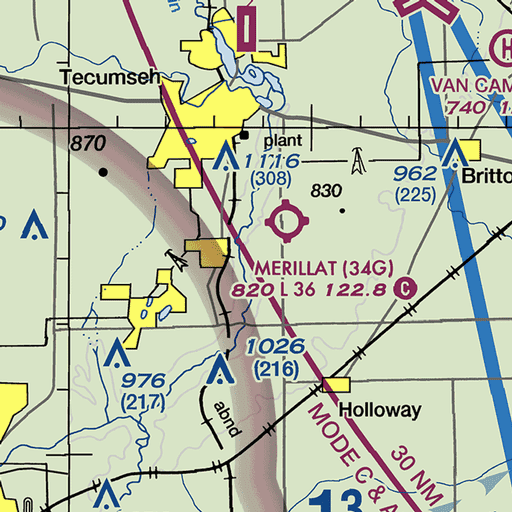 Tecumseh
VAN CAM
740
870
plant
1116
(308)
962
(225)
Britto
830
MERILLAT (34G)
820 L 36 122.8 C
1026
(216)
976
(217)
Holloway
abnd
MODE C & A
30 NM
13
H